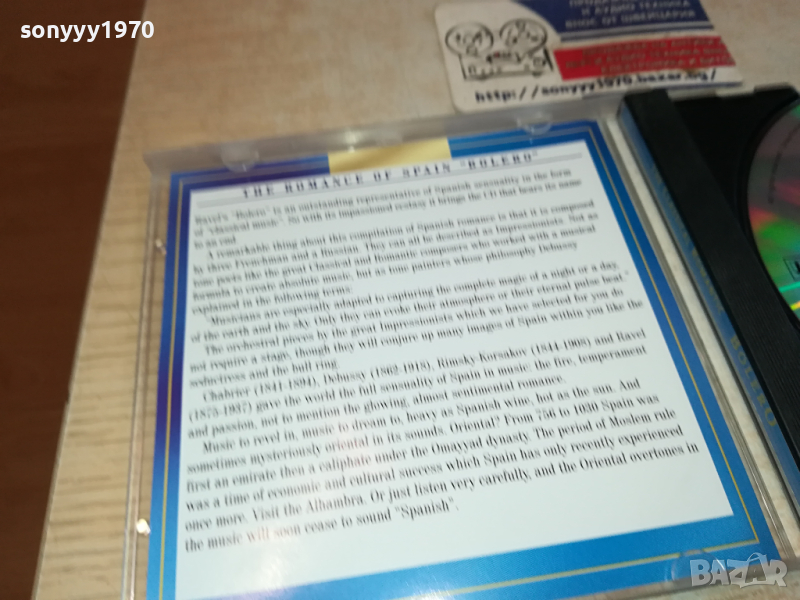 sonyyy1970
И АУДИО ТЕХНИКА
ВНОС ОТ ШВЕЙЦАРИЯ
http://sonyyy1970.bazar.bg/
THE ROMANCE OF SPAIN "BOLERO"
Ravel's "Bolero" is an outstanding representative of Spanish sensuality in the form
of "classical music". So with its impassioned ecstasy it brings the CD that bears its name
to an end.
A remarkable thing about this compilation of Spanish romance is that it is composed
by three Frenchman and a Russian. They can all be described as Impressionists. Not as
tone poets like the great Classical and Romantic composers who worked with a musical
formula to create absolute music, but as tone painters whose philosophy Debussy
explained in the following terms:
"Musicians are especially adapted to capturing the complete magic of a night or a day,
of the earth and the sky. Only they can evoke their atmosphere or their eternal pulse beat."
The orchestral pieces by the great Impressionists which we have selected for you do
not require a stage, though they will conjure up many images of Spain within you like the
seductress and the bull ring.
Chabrier (1841-1894), Debussy (1862-1918), Rimsky-Korsakov (1844-1908) and Ravel
(1875-1937) gave the world the full sensuality of Spain in music: the fire, temperament
and passion, not to mention the glowing, almost sentimental romance.
Music to revel in, music to dream to, heavy as Spanish wine, hot as the sun. And
sometimes mysteriously oriental in its sounds. Oriental? From 756 to 1030 Spain was
first an emirate then a caliphate under the Omayyad dynasty. The period of Moslem rule
was a time of economic and cultural success which Spain has only recently experienced
once more. Visit the Alhambra. Or just listen very carefully, and the Oriental overtones in
the music will soon cease to sound "Spanish".
BOLERO
BAZAR